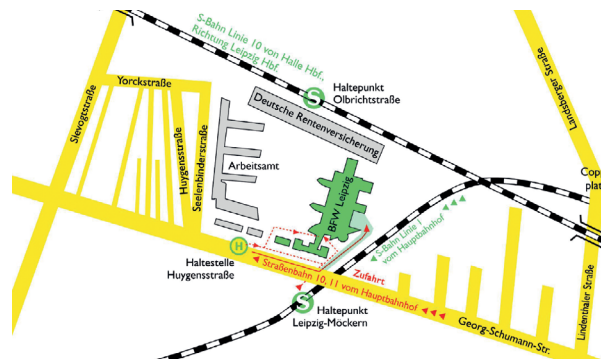 S-Bahn Linie 10 von Halle Hbf.,
Richtung Leipzig Hbf.
Landsberger Straße
Slevogtstraße
Yorckstraße
S
Haltepunkt
Olbrichtstraße
Deutsche Rentenversicherung
Huygensstraße
Seelenbinderstraße
Arbeitsamt
BFW Leipzig
S-Bahn Linie 1
vom Hauptbahnhof
H
Haltestelle
Huygensstraße
Zufahrt
Straßenbahn 10, 11 vom Hauptbahnhof
S
Haltepunkt
Leipzig-Möckern
Georg-Schumann-Str.
Lindenthaler Straße
Copp
plat